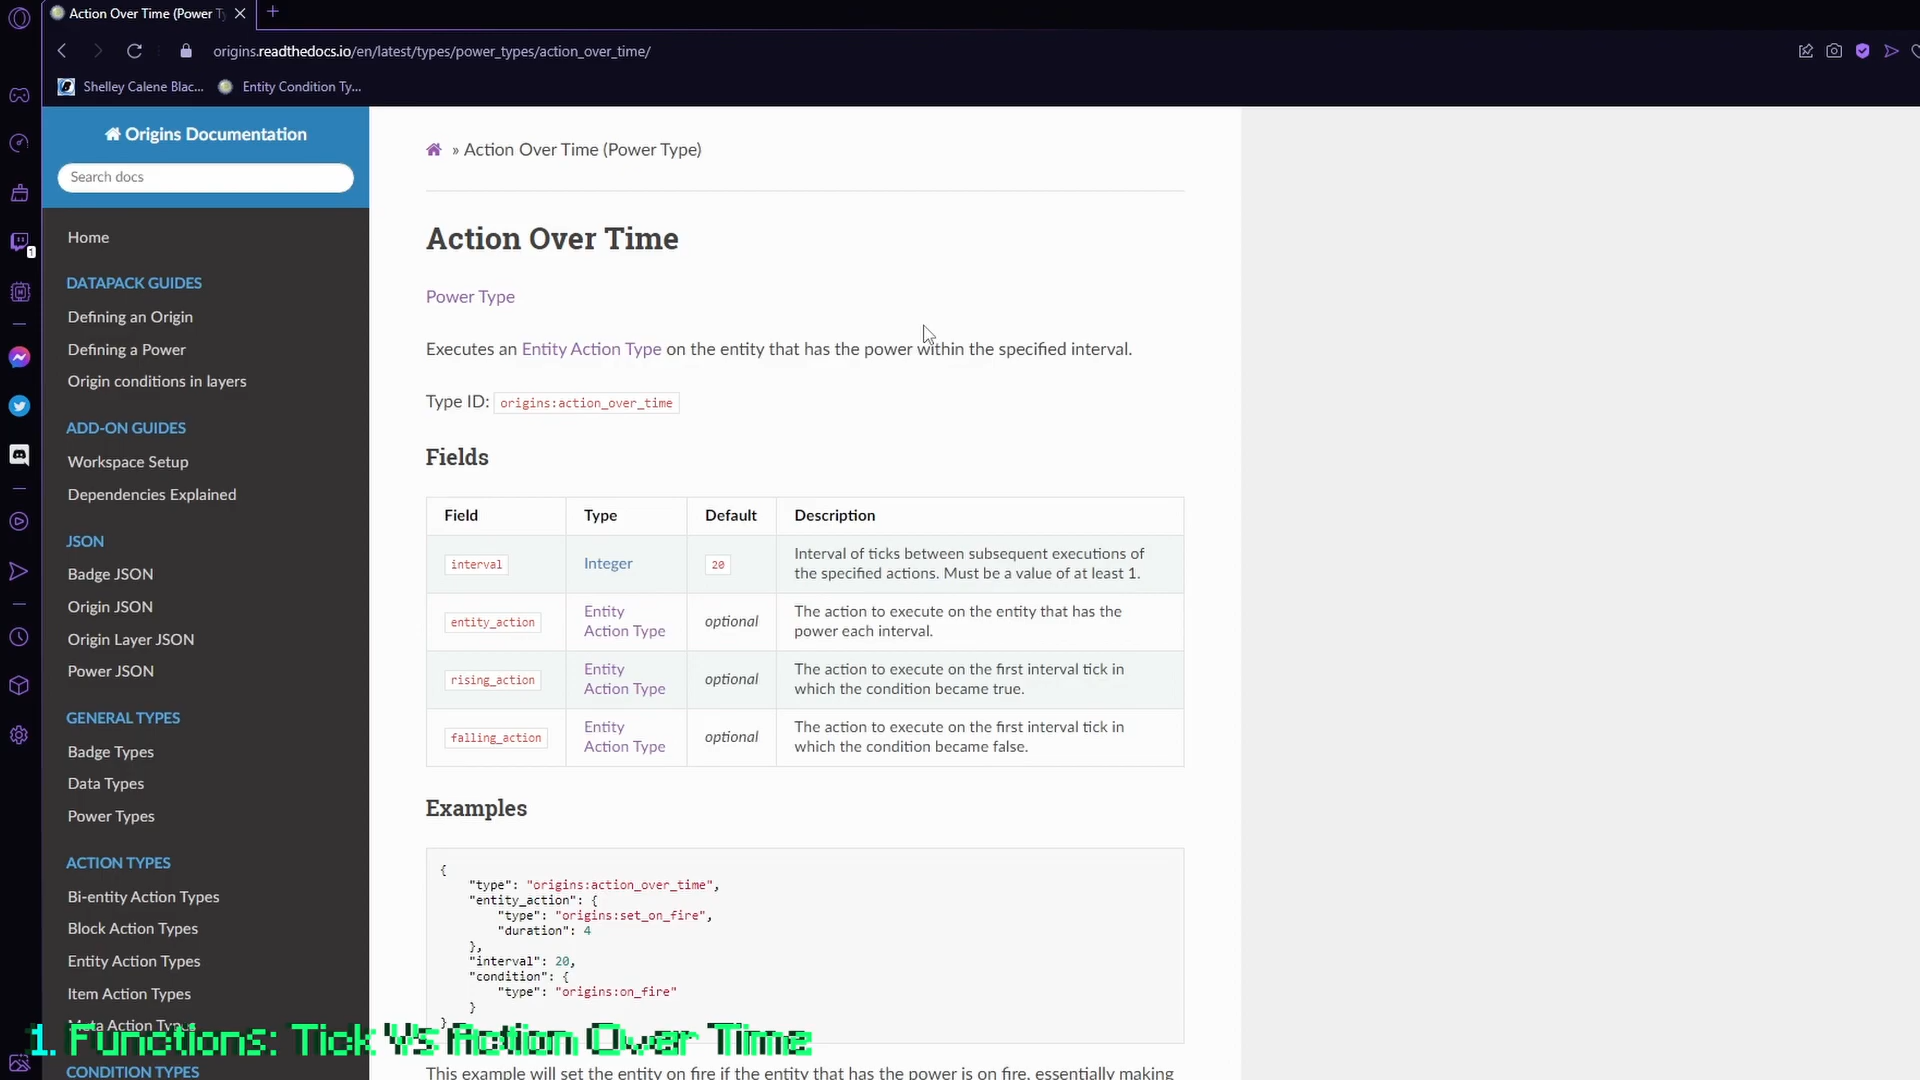 Action Over Time (Power Ty
origins.readthedocs.io/en/latest/types/power_types/action_over_time/
Shelley Calene Blac...
Entity Condition Ty...
1
Origins Documentation
Search docs
Home
DATAPACK GUIDES
Defining an Origin
Defining a Power
Origin conditions in layers
ADD-ON GUIDES
Workspace Setup
Dependencies Explained
JSON
Badge JSON
Origin JSON
Origin Layer JSON
Power JSON
GENERAL TYPES
Badge Types
Data Types
Power Types
ACTION TYPES
Bi-entity Action Types
Block Action Types
Entity Action Types
Item Action Types
Meta Action Types
CONDITION TYPES
» Action Over Time (Power Type)
Action Over Time
Power Type
Executes an Entity Action Type on the entity that has the power within the specified interval.
Type ID: origins:action_over_time
Fields
Field Type Default Description
interval Integer 20 Interval of ticks between subsequent executions of
the specified actions. Must be a value of at least 1.
entity_action Entity Action Type optional The action to execute on the entity that has the
power each interval.
rising_action Entity Action Type optional The action to execute on the first interval tick in
which the condition became true.
falling_action Entity Action Type optional The action to execute on the first interval tick in
which the condition became false.
Examples
{
"type": "origins:action_over_time",
"entity_action": {
"type": "origins:set_on_fire",
"duration": 4
},
"interval": 20,
"condition": {
"type": "origins:on_fire"
}
}
This example will set the entity on fire if the entity that has the power is on fire, essentially making
1. Functions: Tick Vs Action Over Time